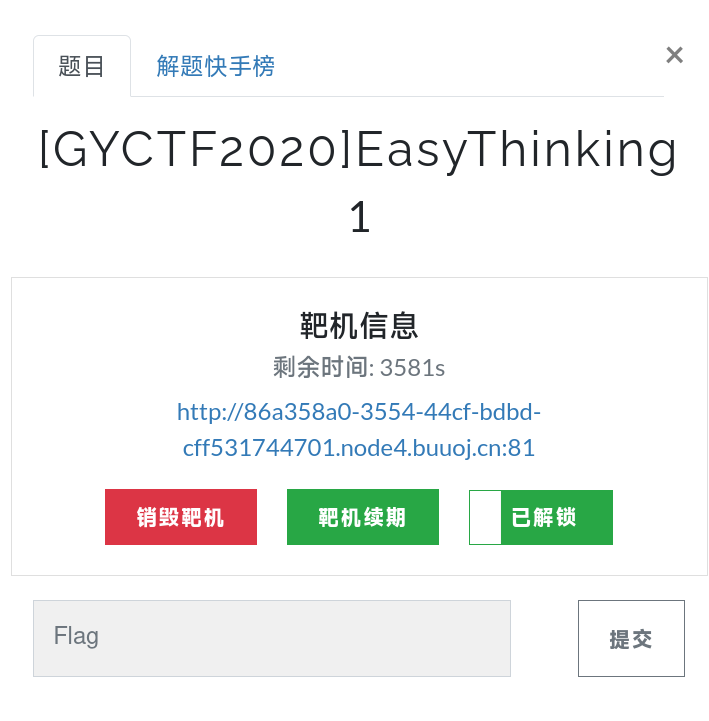 题目 解题快手榜 ×
[GYCTF2020]EasyThinking
1
靶机信息
剩余时间: 3581s
http://86a358a0-3554-44cf-bdbd-
cff531744701.node4.buuoj.cn:81
销毁靶机 靶机续期 已解锁
Flag 提交